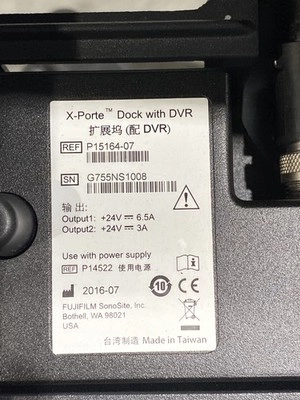 X-Porte™ Dock with DVR
扩展坞 (配 DVR)
REF P15164-07
SN G755NS1008
输 出:
Output1: +24V ⎓ 6.5A
Output2: +24V ⎓ 3A
Use with power supply
REF P14522 使用电源
2016-07
10
FUJIFILM SonoSite, Inc.
Bothell, WA 98021
USA
台湾制造 Made in Taiwan